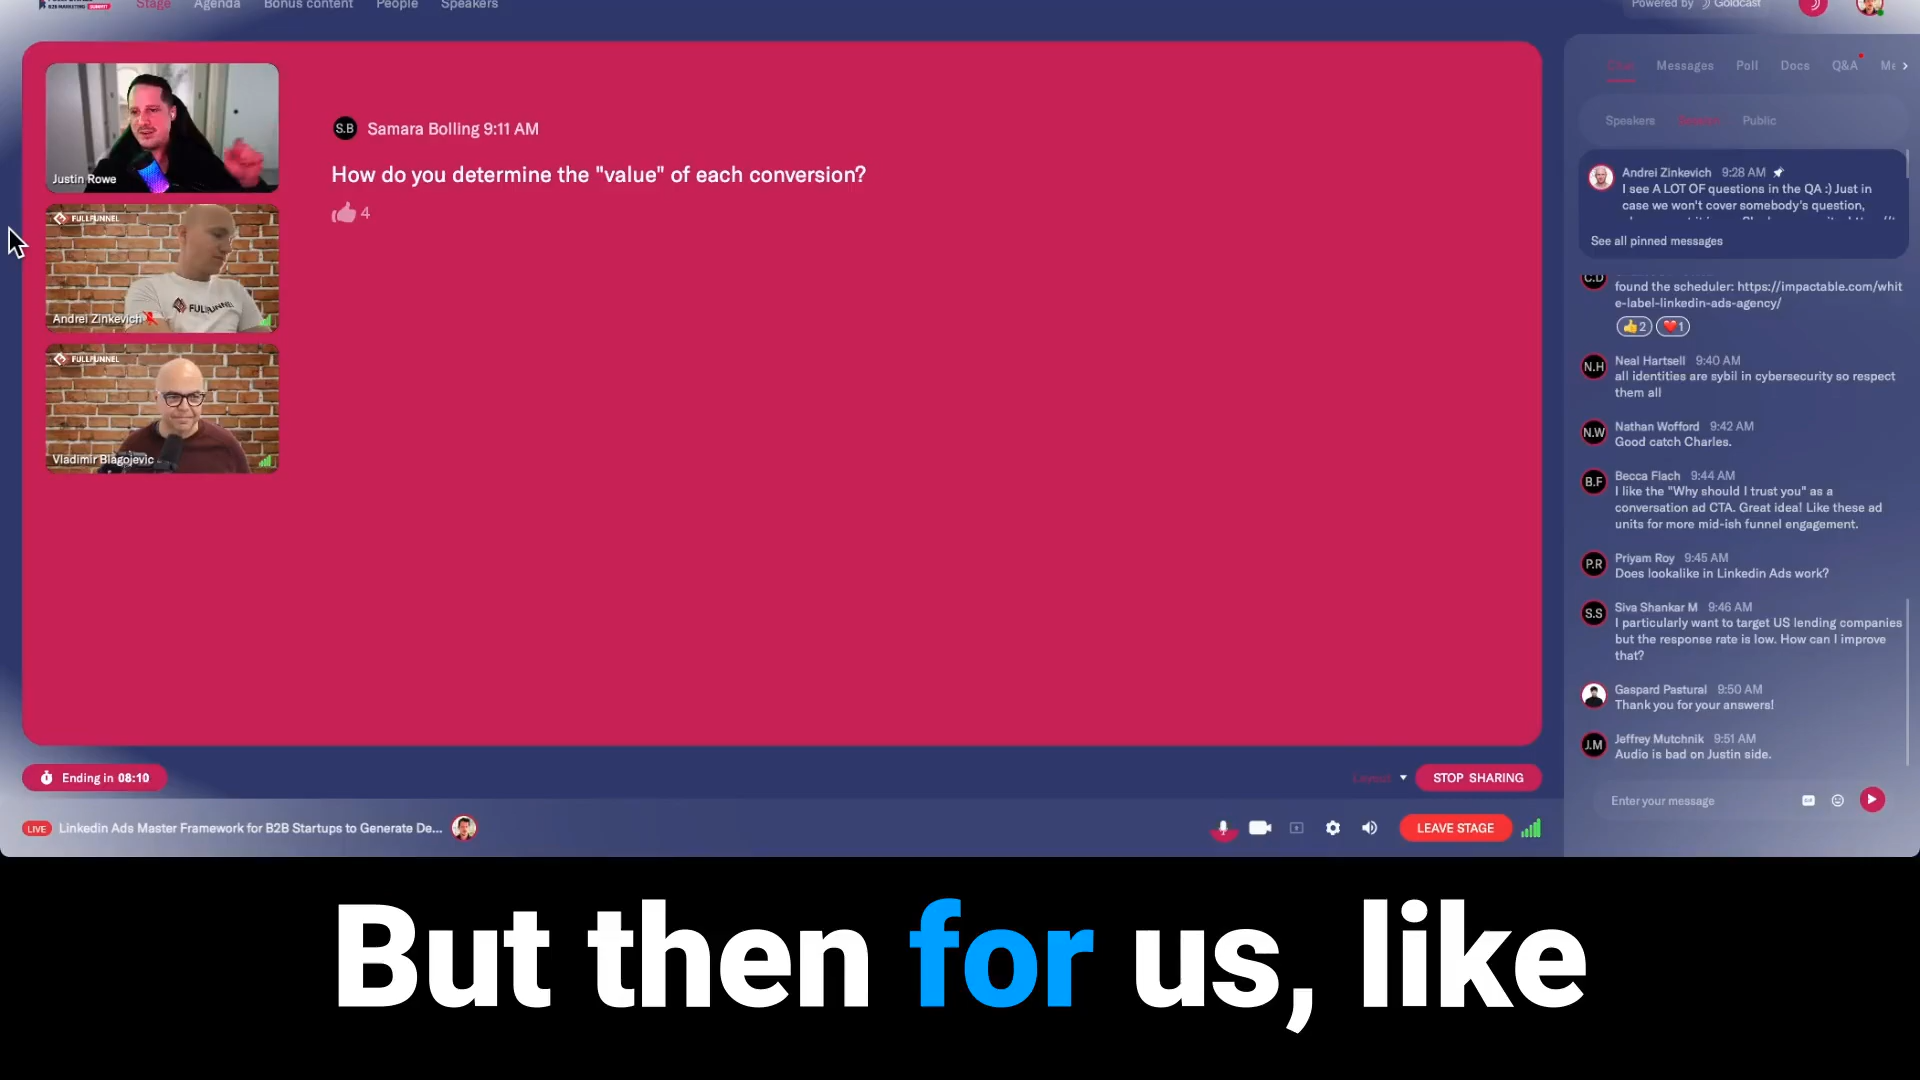 B2B MARKETING SUMMIT
Stage Agenda Bonus content People Speakers
Powered by Goldcast
Justin Rowe
FULLFUNNEL
FULLFUNNEL
Andrei Zinkevich
FULLFUNNEL
Vladimir Blagojevic
S.B Samara Bolling 9:11 AM
How do you determine the "value" of each conversion?
4
Chat Messages Poll Docs Q&A Me
Speakers Public
Andrei Zinkevich 9:28 AM
I see A LOT OF questions in the QA :) Just in
case we won't cover somebody's question,
See all pinned messages
C.D
found the scheduler: https://impactable.com/whit
e-label-linkedin-ads-agency/
2 1
N.H Neal Hartsell 9:40 AM
all identities are sybil in cybersecurity so respect
them all
N.W Nathan Wofford 9:42 AM
Good catch Charles.
B.F Becca Flach 9:44 AM
I like the "Why should I trust you" as a
conversation ad CTA. Great idea! Like these ad
units for more mid-ish funnel engagement.
P.R Priyam Roy 9:45 AM
Does lookalike in Linkedin Ads work?
S.S Siva Shankar M 9:46 AM
I particularly want to target US lending companies
but the response rate is low. How can I improve
that?
Gaspard Pastural 9:50 AM
Thank you for your answers!
J.M Jeffrey Mutchnik 9:51 AM
Audio is bad on Justin side.
Enter your message
Ending in 08:10
STOP SHARING
LIVE Linkedin Ads Master Framework for B2B Startups to Generate De...
LEAVE STAGE
But then for us, like